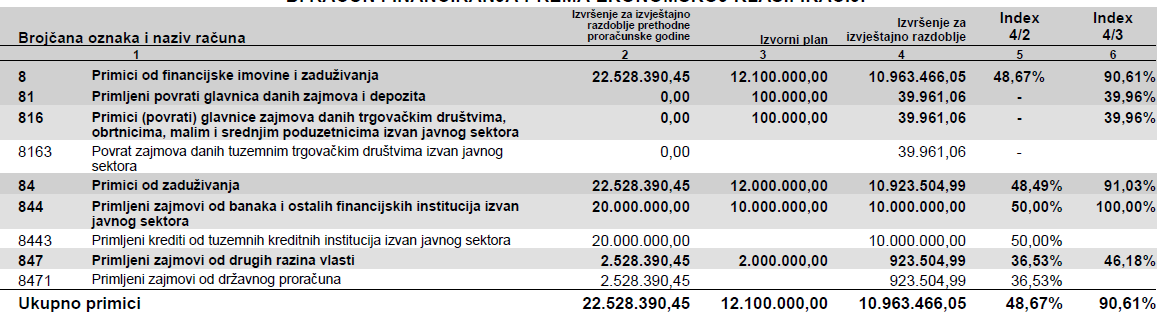 B. RAČUN FINANCIRANJA PREMA EKONOMSKOJ KLASIFIKACIJI
Brojčana oznaka i naziv računa Izvršenje za izvještajno razdoblje prethodne proračunske godine Izvorni plan Izvršenje za izvještajno razdoblje Index 4/2 Index 4/3
1 2 3 4 5 6
8 Primici od financijske imovine i zaduživanja 22.528.390,45 12.100.000,00 10.963.466,05 48,67% 90,61%
81 Primljeni povrati glavnica danih zajmova i depozita 0,00 100.000,00 39.961,06 - 39,96%
816 Primici (povrati) glavnice zajmova danih trgovačkim društvima, 0,00 100.000,00 39.961,06 - 39,96%
obrtnicima, malim i srednjim poduzetnicima izvan javnog sektora
8163 Povrat zajmova danih tuzemnim trgovačkim društvima izvan javnog 0,00 39.961,06 -
sektora
84 Primici od zaduživanja 22.528.390,45 12.000.000,00 10.923.504,99 48,49% 91,03%
844 Primljeni zajmovi od banaka i ostalih financijskih institucija izvan 20.000.000,00 10.000.000,00 10.000.000,00 50,00% 100,00%
javnog sektora
8443 Primljeni krediti od tuzemnih kreditnih institucija izvan javnog sektora 20.000.000,00 10.000.000,00 50,00%
847 Primljeni zajmovi od drugih razina vlasti 2.528.390,45 2.000.000,00 923.504,99 36,53% 46,18%
8471 Primljeni zajmovi od državnog proračuna 2.528.390,45 923.504,99 36,53%
Ukupno primici 22.528.390,45 12.100.000,00 10.963.466,05 48,67% 90,61%